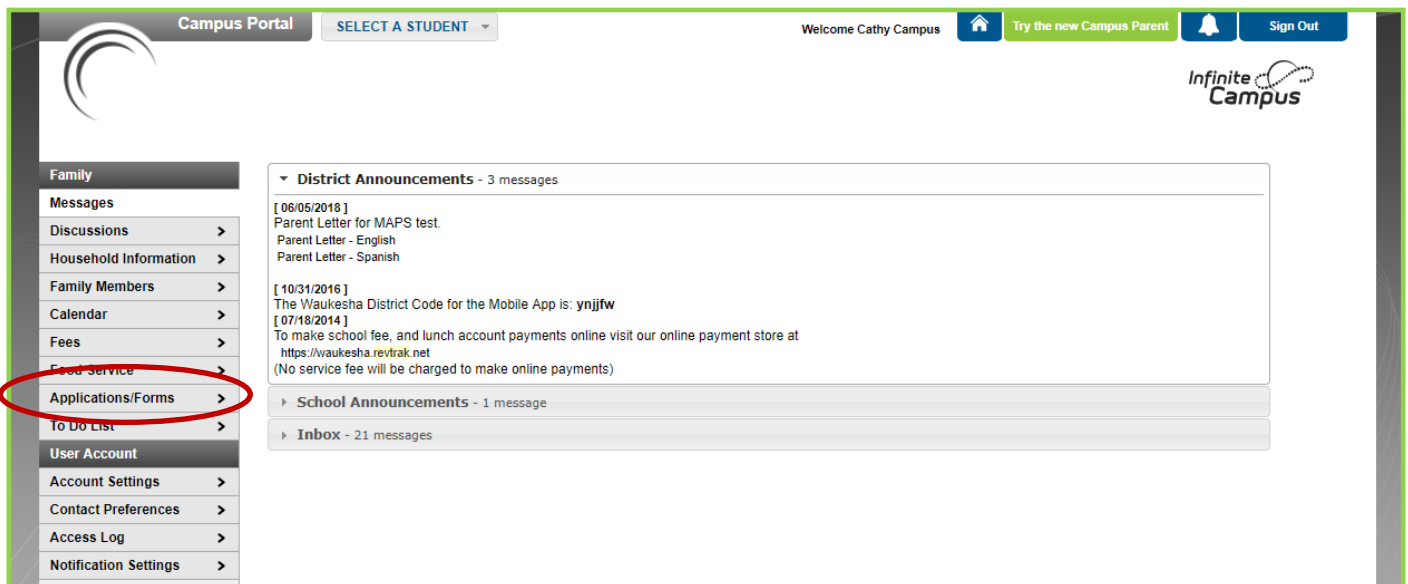 Campus Portal
SELECT A STUDENT
Welcome Cathy Campus
Try the new Campus Parent
Sign Out
Infinite
Campus
Family
Messages
Discussions
Household Information
Family Members
Calendar
Fees
Food Service
Applications/Forms
To Do List
User Account
Account Settings
Contact Preferences
Access Log
Notification Settings
District Announcements - 3 messages
[ 06/05/2018 ]
Parent Letter for MAPS test.
Parent Letter - English
Parent Letter - Spanish
[ 10/31/2016 ]
The Waukesha District Code for the Mobile App is: ynjjfw
[ 07/18/2014 ]
To make school fee, and lunch account payments online visit our online payment store at
https://waukesha.revtrak.net
(No service fee will be charged to make online payments)
School Announcements - 1 message
Inbox - 21 messages